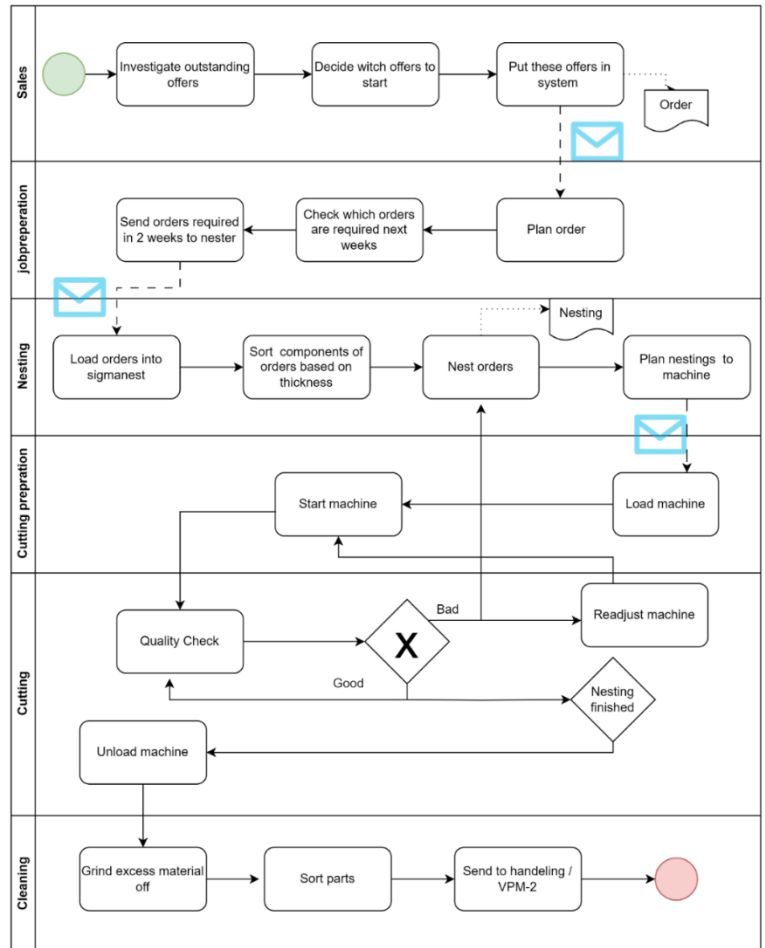 Sales
Investigate outstanding
offers
Decide witch offers to
start
Put these offers in
system
Order
jobpreperation
Send orders required
in 2 weeks to nester
Check which orders
are required next
weeks
Plan order
Nesting
Nesting
Load orders into
sigmanest
Sort components of
orders based on
thickness
Nest orders
Plan nestings to
machine
Cutting prepration
Start machine
Load machine
Cutting
Quality Check
X
Bad
Readjust machine
Good
Nesting
finished
Unload machine
Cleaning
Grind excess material
off
Sort parts
Send to handeling /
VPM-2